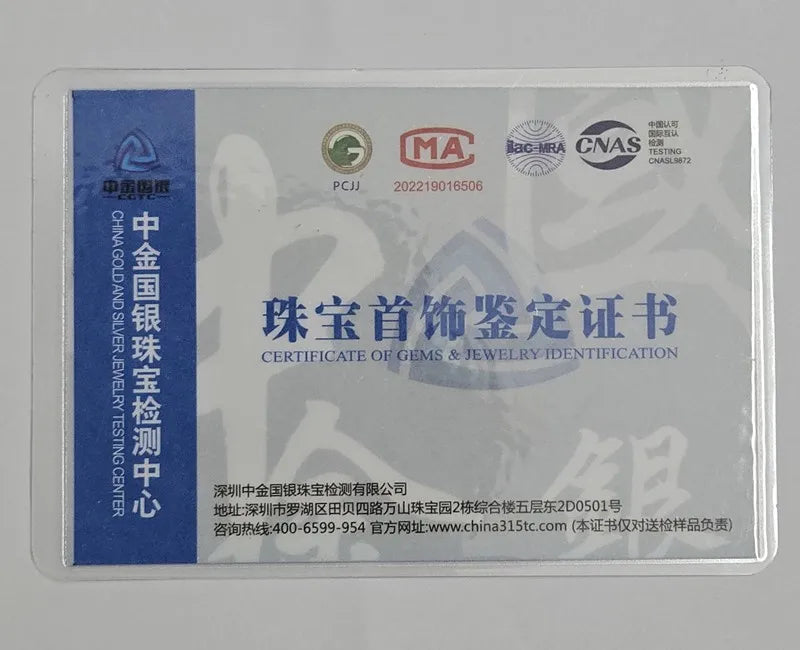 中金国银
CGTC
中金国银珠宝检测中心
CHINA GOLD AND SILVER JEWELRY TESTING CENTER
PCJJ
MA
202219016506
ilac-MRA
CNAS
中国认可
国际互认
检测
TESTING
CNASL9872
珠宝首饰鉴定证书
CERTIFICATE OF GEMS & JEWELRY IDENTIFICATION
深圳中金国银珠宝检测有限公司
地址:深圳市罗湖区田贝四路万山珠宝园2栋综合楼五层东2D0501号
咨询热线:400-6599-954 官方网址:www.china315tc.com (本证书仅对送检样品负责)